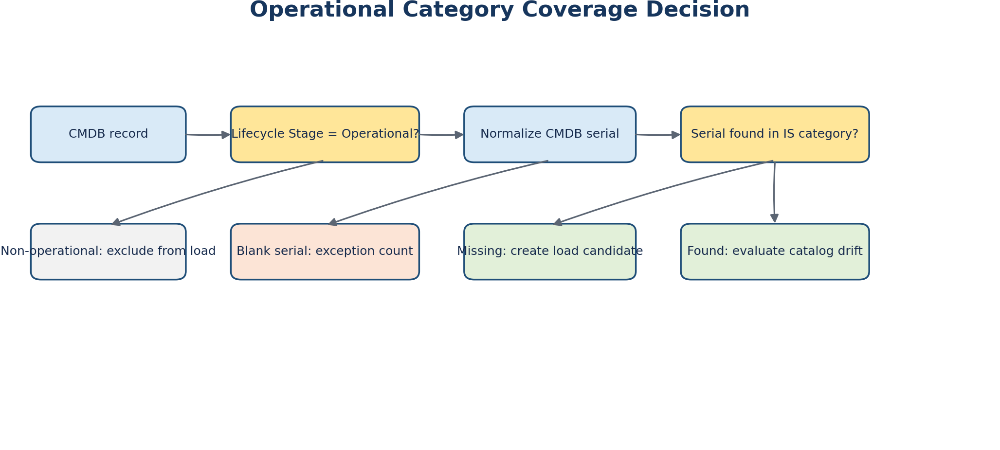 Operational Category Coverage Decision
CMDB record
Lifecycle Stage = Operational?
Normalize CMDB serial
Serial found in IS category?
Non-operational: exclude from load
Blank serial: exception count
Missing: create load candidate
Found: evaluate catalog drift